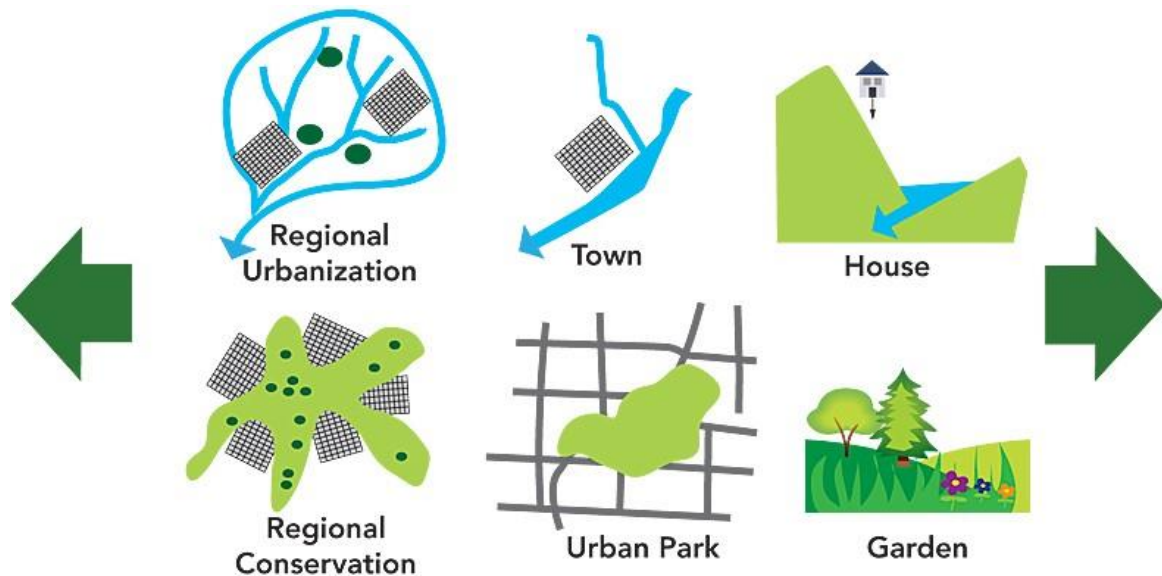 Regional
Urbanization
Town
House
Regional
Conservation
Urban Park
Garden